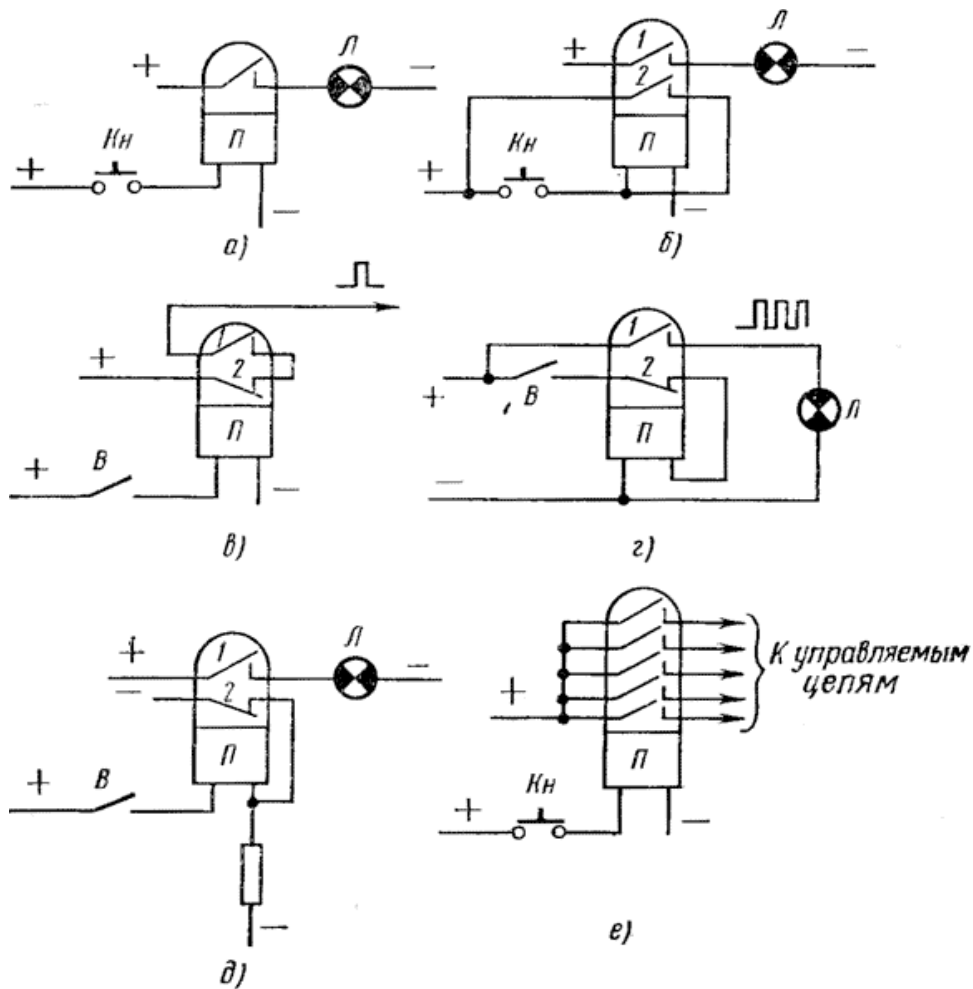 Л
+
−
П
Кн
+
−
а)
Л
+
1
−
2
П
Кн
+
−
б)
1
+
2
П
+
В
−
в)
1
2
+
В
П
Л
−
г)
Л
+
1
−
−
2
П
+
В
−
д)
К управляемым
цепям
+
П
Кн
+
−
е)